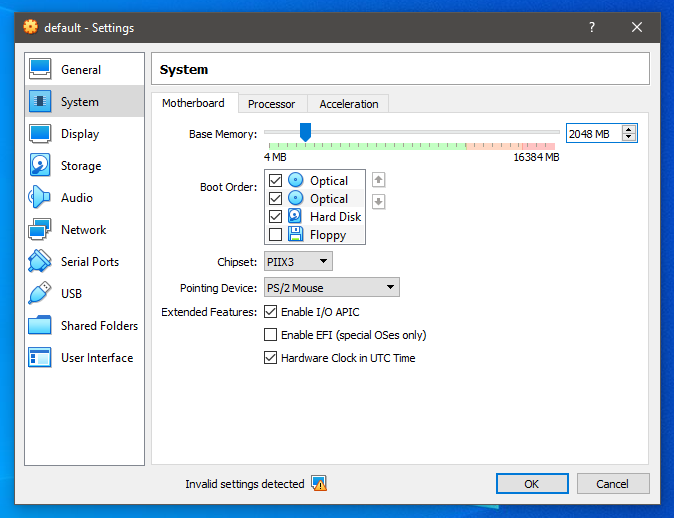 default - Settings
General
System
Display
Storage
Audio
Network
Serial Ports
USB
Shared Folders
User Interface
System
Motherboard Processor Acceleration
Base Memory: 2048 MB
4 MB 16384 MB
Boot Order: Optical
Optical
Hard Disk
Floppy
Chipset: PIIX3
Pointing Device: PS/2 Mouse
Extended Features: Enable I/O APIC
Enable EFI (special OSes only)
Hardware Clock in UTC Time
Invalid settings detected OK Cancel